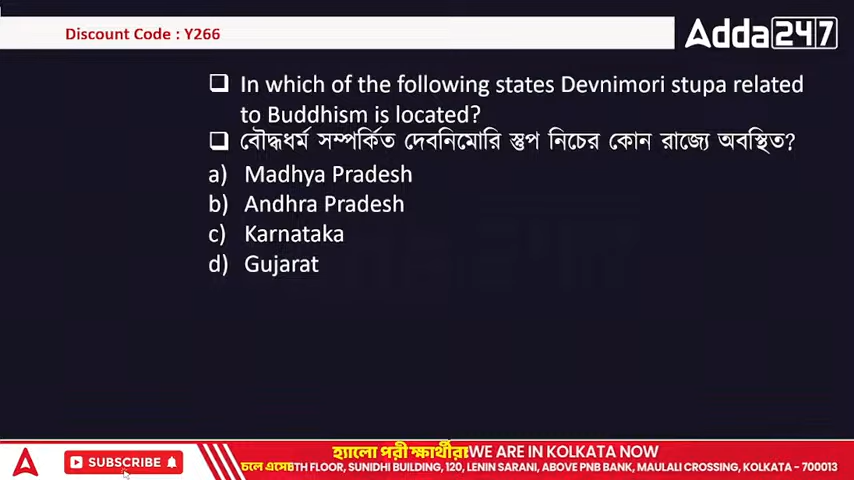 Discount Code : Y266
Adda247
In which of the following states Devnimori stupa related
to Buddhism is located?
বৌদ্ধধর্ম সম্পর্কিত দেবনিমোরি স্তুপ নিচের কোন রাজ্যে অবস্থিত?
a) Madhya Pradesh
b) Andhra Pradesh
c) Karnataka
d) Gujarat
হ্যালো পরীক্ষার্থীরা WE ARE IN KOLKATA NOW
SUBSCRIBE
চলে এসো 8TH FLOOR, SUNIDHI BUILDING, 120, LENIN SARANI, ABOVE PNB BANK, MAULALI CROSSING, KOLKATA - 700013